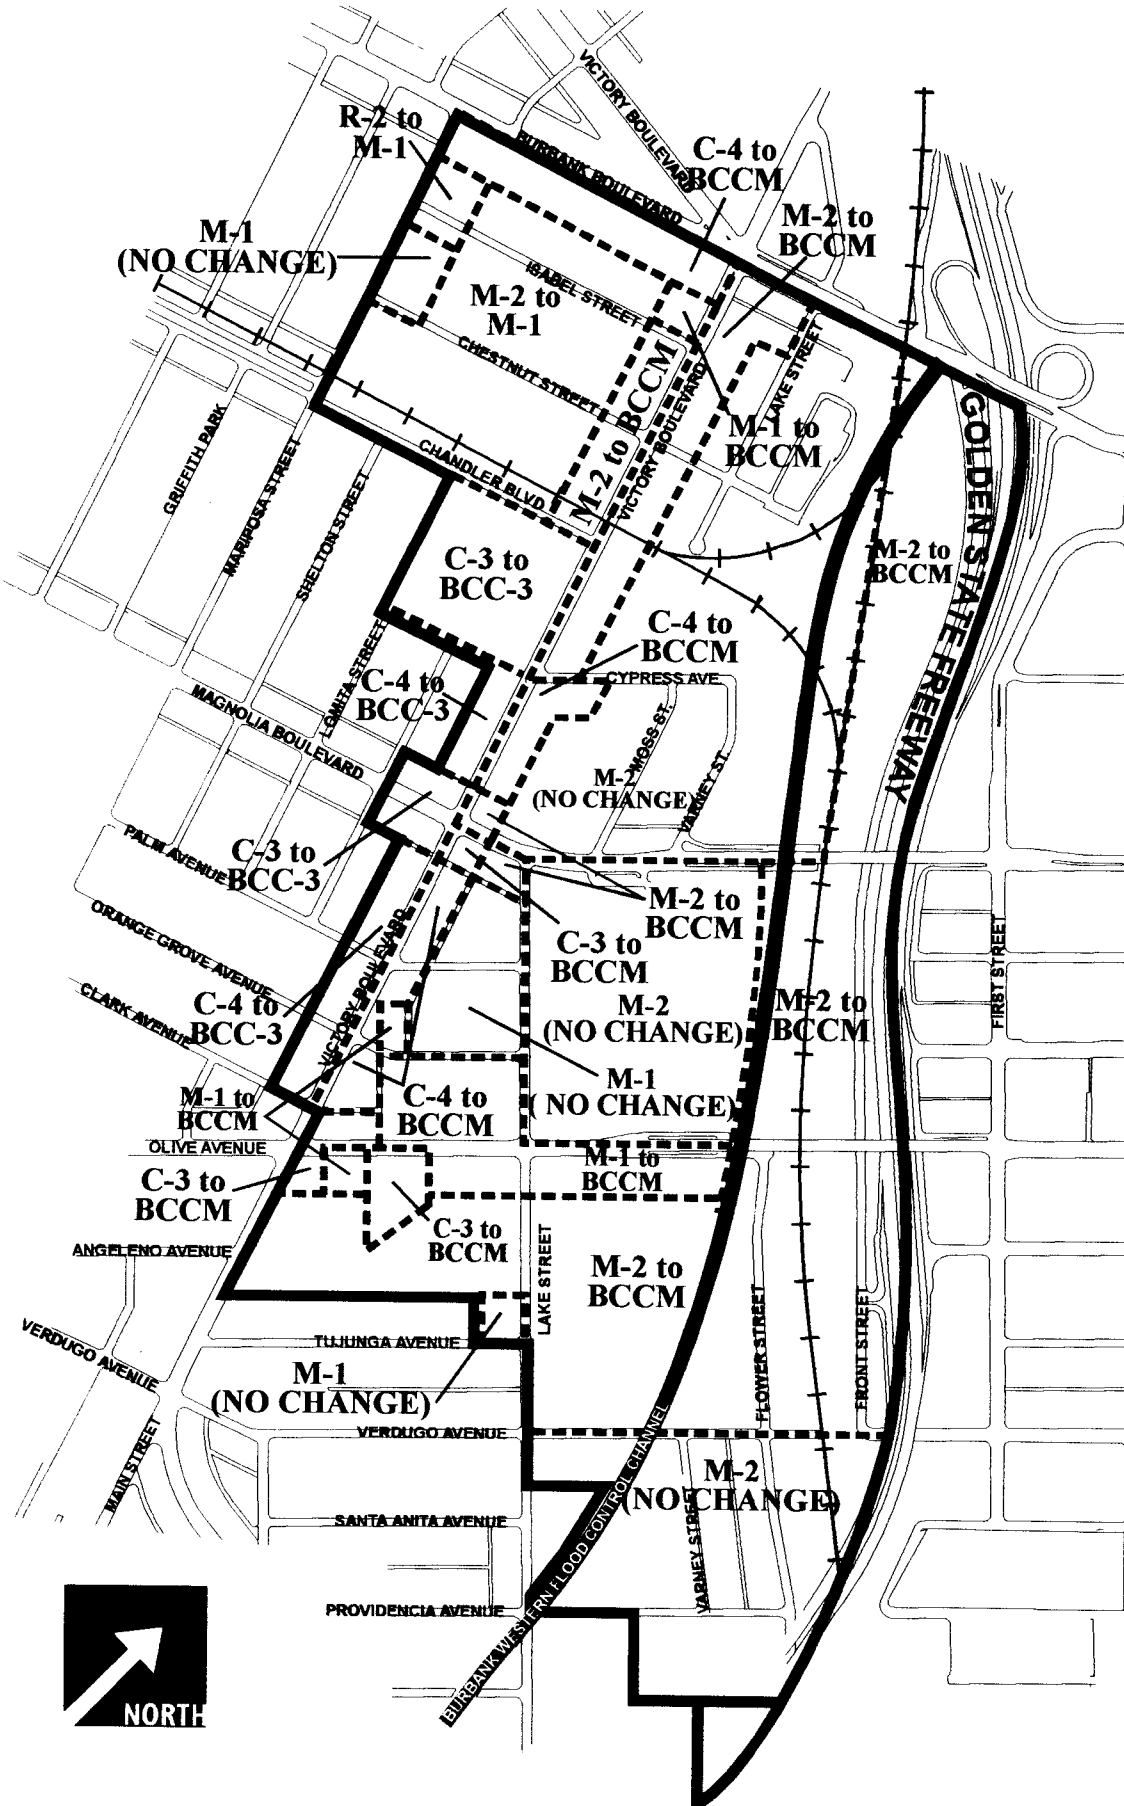 VICTORY BOULEVARD
R-2 to
M-1
BURBANK BOULEVARD
C-4 to
BCCM
M-2 to
BCCM
M-1
(NO CHANGE)
ISABEL STREET
M-2 to
M-1
CHESTNUT STREET
M-2 to BCCM
VICTORY BOULEVARD
LAKE STREET
M-1 to
BCCM
GOLDEN STATE FREEWAY
GRIFFITH PARK
MARIPOSA STREET
SHELTON STREET
CHANDLER BLVD
C-3 to
BCC-3
M-2 to
BCCM
C-4 to
BCCM
CYPRESS AVE.
LOMITA STREET
C-4 to
BCC-3
MAGNOLIA BOULEVARD
MOSS ST.
VARNEY ST.
M-2
(NO CHANGE)
PALM AVENUE
C-3 to
BCC-3
M-2 to
BCCM
ORANGE GROVE AVENUE
C-3 to
BCCM
VICTORY BOULEVARD
FIRST STREET
CLARK AVENUE
C-4 to
BCC-3
M-2
(NO CHANGE)
M-2 to
BCCM
M-1 to
BCCM
C-4 to
BCCM
M-1
( NO CHANGE)
OLIVE AVENUE
M-1 to
BCCM
C-3 to
BCCM
C-3 to
BCCM
ANGELENO AVENUE
LAKE STREET
M-2 to
BCCM
FLOWER STREET
FRONT STREET
TUJUNGA AVENUE
VERDUGO AVENUE
M-1
(NO CHANGE)
VERDUGO AVENUE
MAIN STREET
M-2
(NO CHANGE)
VARNEY STREET
SANTA ANITA AVENUE
PROVIDENCIA AVENUE
BURBANK WESTERN FLOOD CONTROL CHANNEL
NORTH